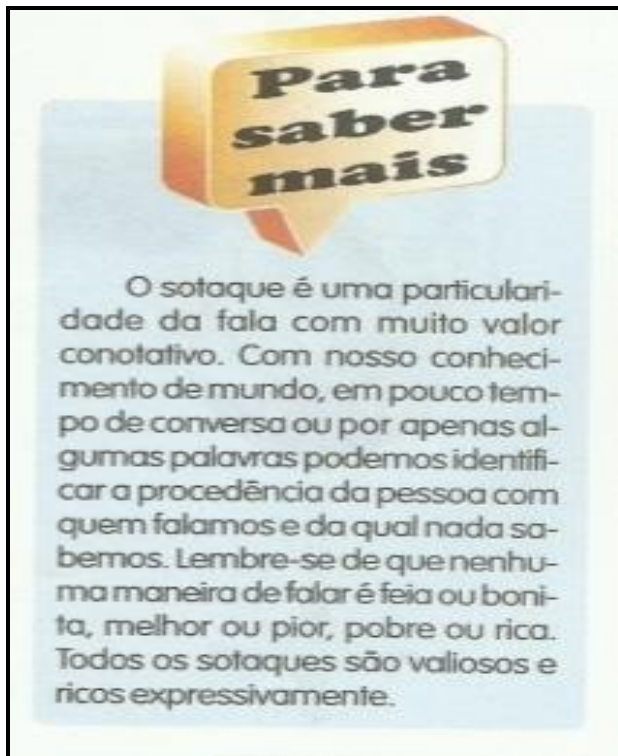 Para
saber
mais
O sotaque é uma particulari-
dade da fala com muito valor
conotativo. Com nosso conheci-
mento de mundo, em pouco tem-
po de conversa ou por apenas al-
gumas palavras podemos identifi-
car a procedência da pessoa com
quem falamos e da qual nada sa-
bemos. Lembre-se de que nenhu-
ma maneira de falar é feia ou boni-
ta, melhor ou pior, pobre ou rica.
Todos os sotaques são valiosos e
ricos expressivamente.